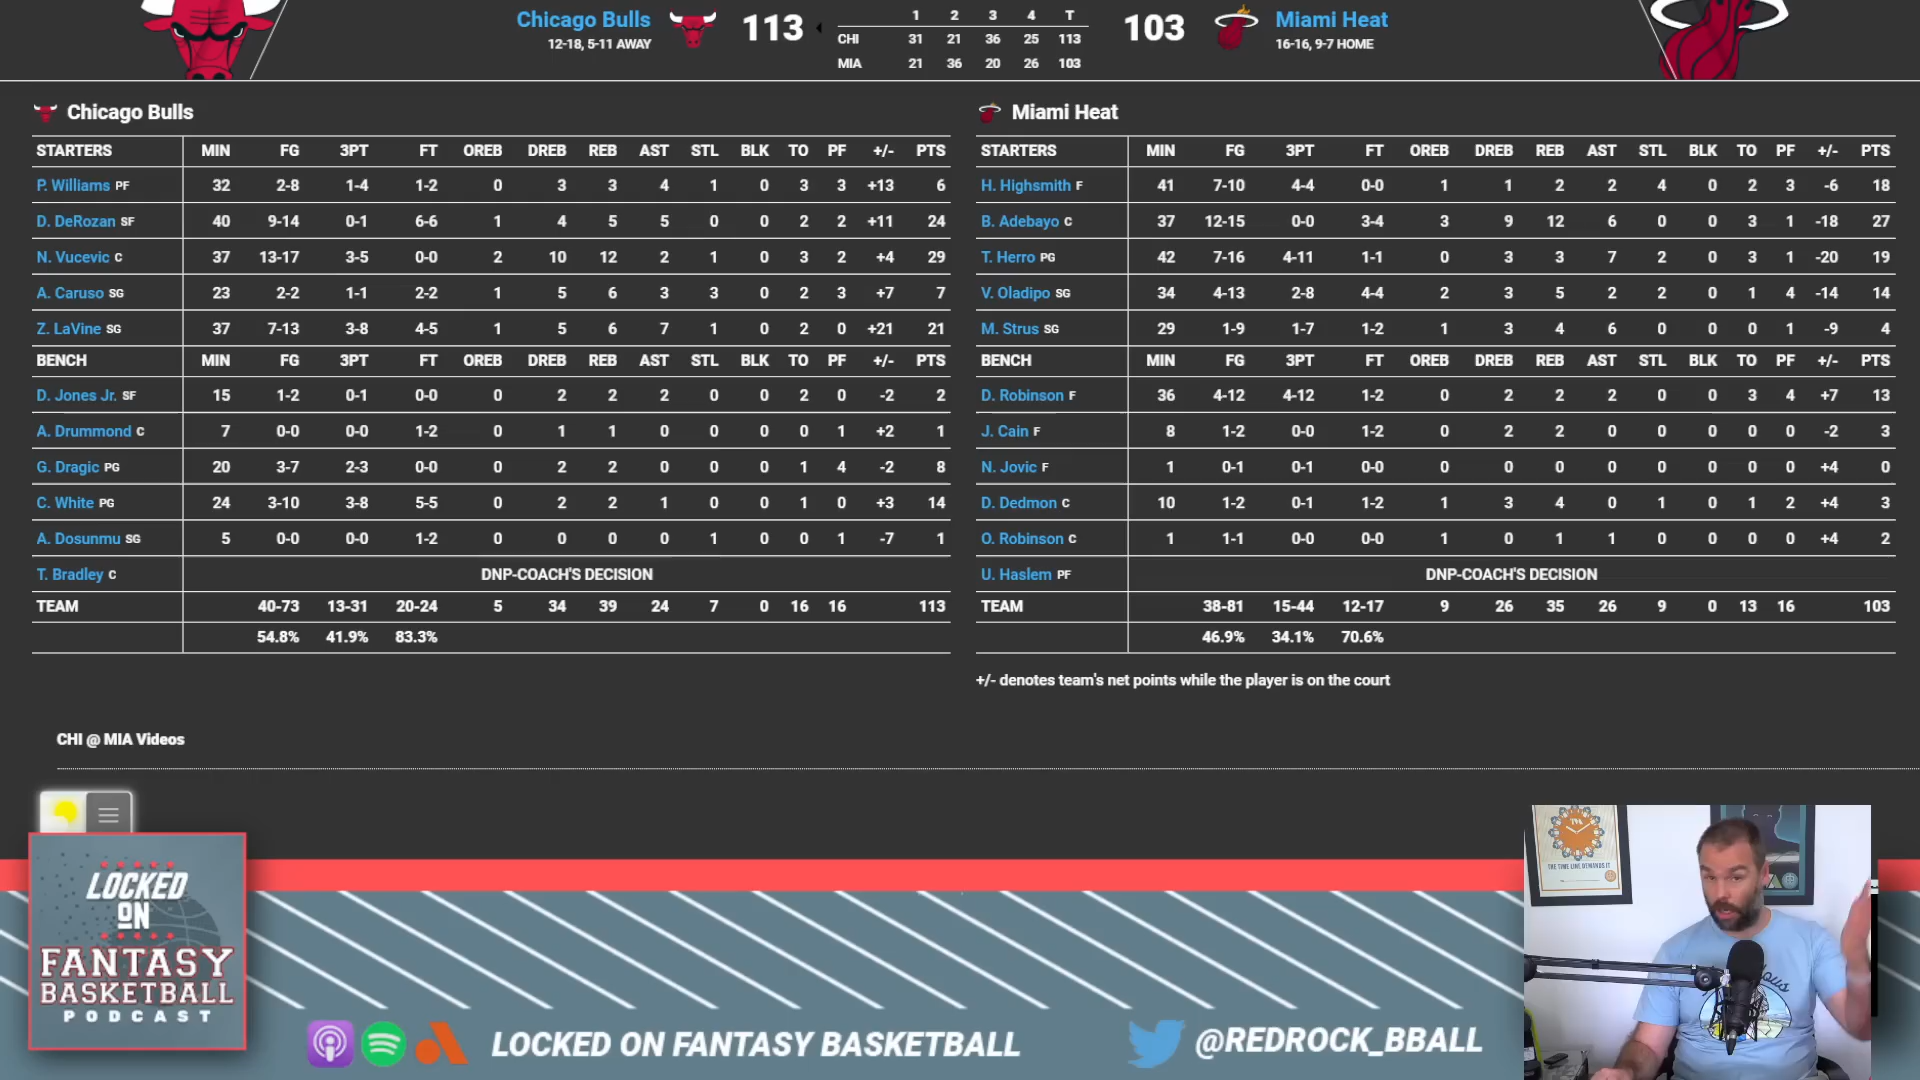 Chicago Bulls
12-18, 5-11 AWAY
113
1 2 3 4 T
CHI 31 21 36 25 113
MIA 21 36 20 26 103
103
Miami Heat
16-16, 9-7 HOME
Chicago Bulls
STARTERS MIN FG 3PT FT OREB DREB REB AST STL BLK TO PF +/- PTS
P. Williams PF 32 2-8 1-4 1-2 0 3 3 4 1 0 3 3 +13 6
D. DeRozan SF 40 9-14 0-1 6-6 1 4 5 5 0 0 2 2 +11 24
N. Vucevic C 37 13-17 3-5 0-0 2 10 12 2 1 0 3 2 +4 29
A. Caruso SG 23 2-2 1-1 2-2 1 5 6 3 3 0 2 3 +7 7
Z. LaVine SG 37 7-13 3-8 4-5 1 5 6 7 1 0 2 0 +21 21
BENCH MIN FG 3PT FT OREB DREB REB AST STL BLK TO PF +/- PTS
D. Jones Jr. SF 15 1-2 0-1 0-0 0 2 2 2 0 0 2 0 -2 2
A. Drummond C 7 0-0 0-0 1-2 0 1 1 0 0 0 0 1 +2 1
G. Dragic PG 20 3-7 2-3 0-0 0 2 2 0 0 0 1 4 -2 8
C. White PG 24 3-10 3-8 5-5 0 2 2 1 0 0 1 0 +3 14
A. Dosunmu SG 5 0-0 0-0 1-2 0 0 0 0 1 0 0 1 -7 1
T. Bradley C DNP-COACH'S DECISION
TEAM 40-73 13-31 20-24 5 34 39 24 7 0 16 16 113
54.8% 41.9% 83.3%
Miami Heat
STARTERS MIN FG 3PT FT OREB DREB REB AST STL BLK TO PF +/- PTS
H. Highsmith F 41 7-10 4-4 0-0 1 1 2 2 4 0 2 3 -6 18
B. Adebayo C 37 12-15 0-0 3-4 3 9 12 6 0 0 3 1 -18 27
T. Herro PG 42 7-16 4-11 1-1 0 3 3 7 2 0 3 1 -20 19
V. Oladipo SG 34 4-13 2-8 4-4 2 3 5 2 2 0 1 4 -14 14
M. Strus SG 29 1-9 1-7 1-2 1 3 4 6 0 0 0 1 -9 4
BENCH MIN FG 3PT FT OREB DREB REB AST STL BLK TO PF +/- PTS
D. Robinson F 36 4-12 4-12 1-2 0 2 2 2 0 0 3 4 +7 13
J. Cain F 8 1-2 0-0 1-2 0 2 2 0 0 0 0 0 -2 3
N. Jovic F 1 0-1 0-1 0-0 0 0 0 0 0 0 0 0 +4 0
D. Dedmon C 10 1-2 0-1 1-2 1 3 4 0 1 0 1 2 +4 3
O. Robinson C 1 1-1 0-0 0-0 1 0 1 1 0 0 0 0 +4 2
U. Haslem PF DNP-COACH'S DECISION
TEAM 38-81 15-44 12-17 9 26 35 26 9 0 13 16 103
46.9% 34.1% 70.6%
+/- denotes team's net points while the player is on the court
CHI @ MIA Videos
LOCKED
ON
FANTASY
BASKETBALL
PODCAST
LOCKED ON FANTASY BASKETBALL
@REDROCK_BBALL
THE TIME LINE DEMANDS IT